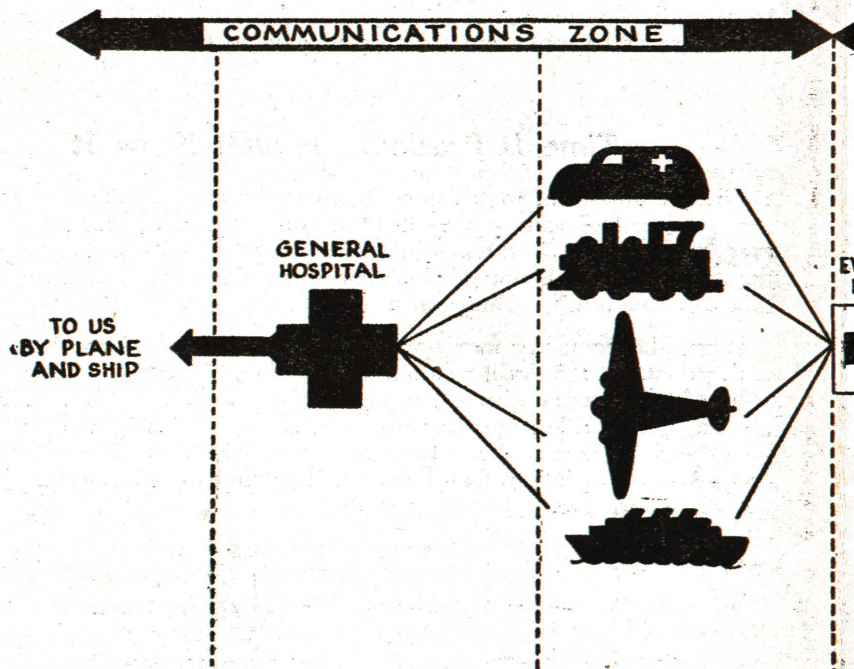 COMMUNICATIONS ZONE
GENERAL
HOSPITAL
TO US
BY PLANE
AND SHIP